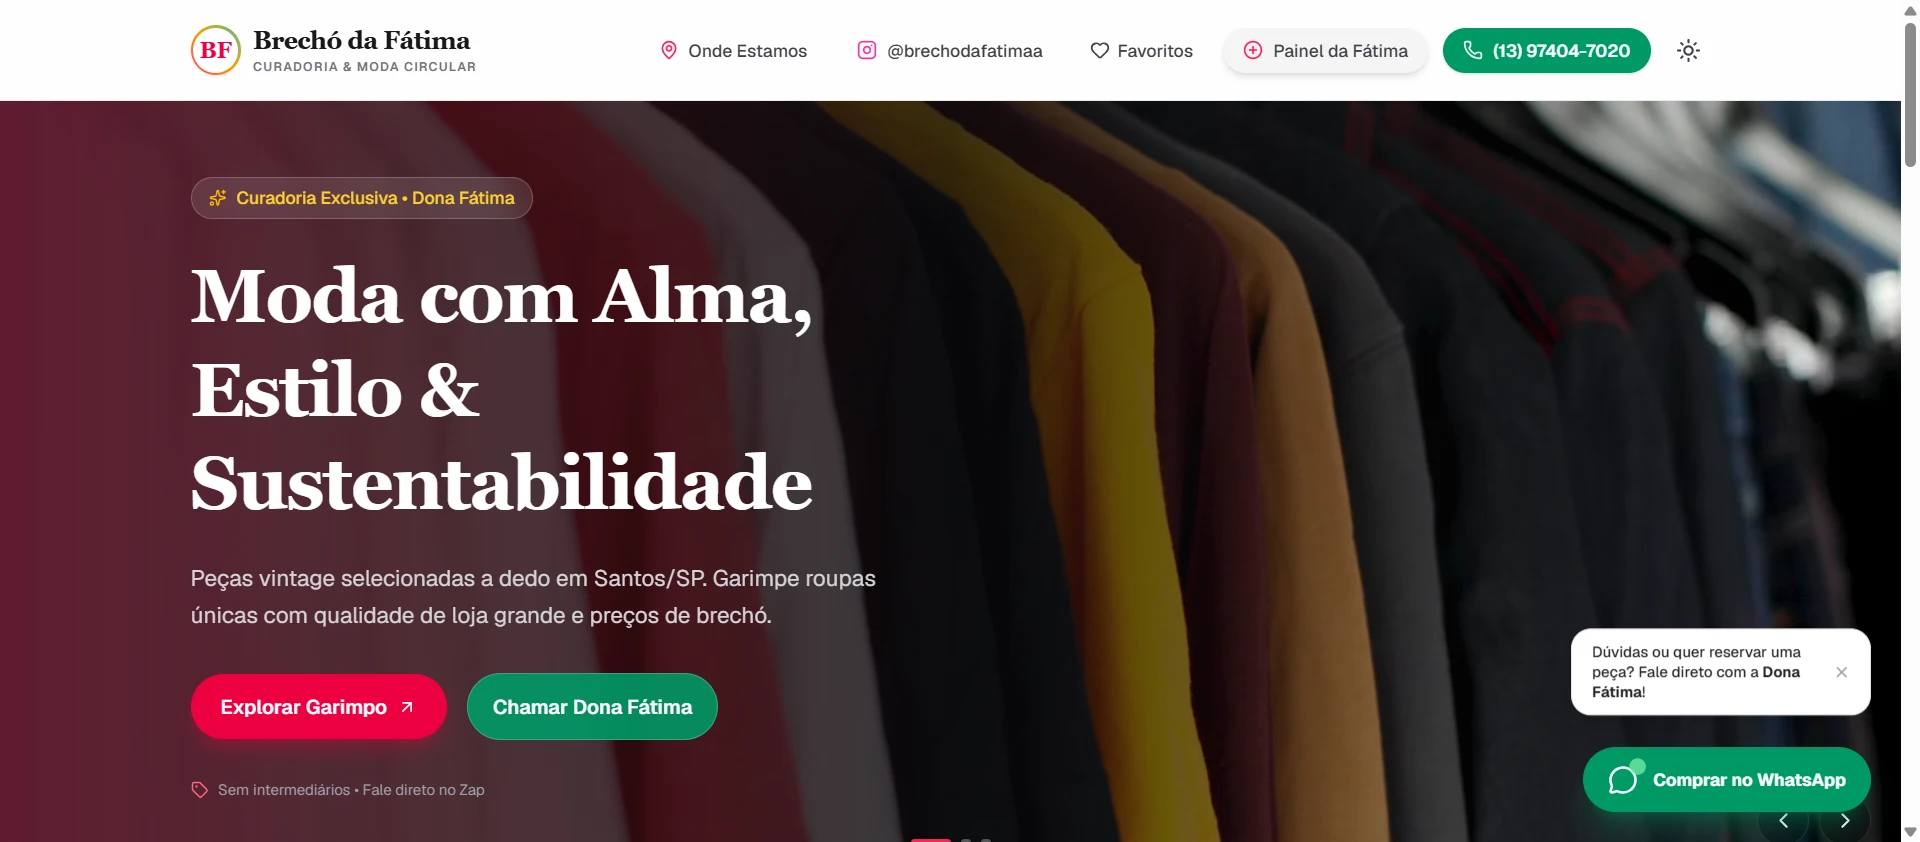 BF
Brechó da Fátima
CURADORIA & MODA CIRCULAR
Onde Estamos
@brechodafatimaa
Favoritos
Painel da Fátima
(13) 97404-7020
Curadoria Exclusiva • Dona Fátima
Moda com Alma,
Estilo &
Sustentabilidade
Peças vintage selecionadas a dedo em Santos/SP. Garimpe roupas
únicas com qualidade de loja grande e preços de brechó.
Explorar Garimpo
Chamar Dona Fátima
Sem intermediários • Fale direto no Zap
Dúvidas ou quer reservar uma
peça? Fale direto com a Dona
Fátima!
Comprar no WhatsApp